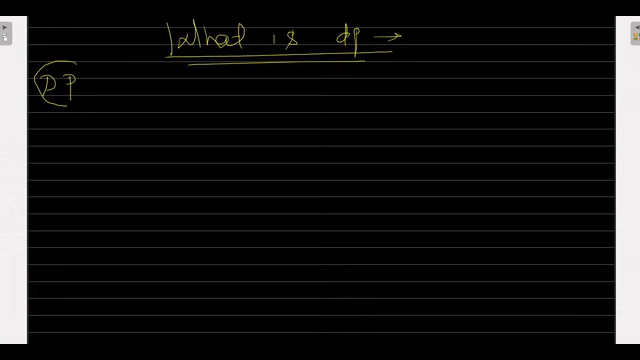 What is dp →
DP